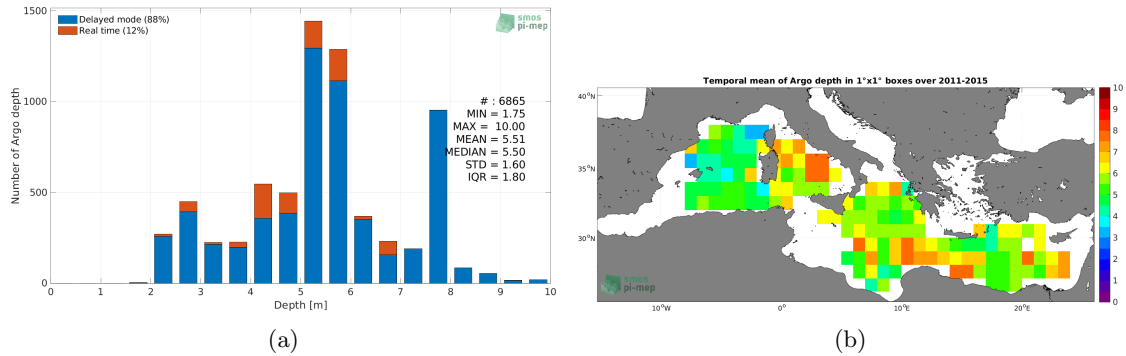 Delayed mode (88%)
Real time (12%)
smos
pi-mep
1500
1000
500
0
Number of Argo depth
# : 6865
MIN = 1.75
MAX = 10.00
MEAN = 5.51
MEDIAN = 5.50
STD = 1.60
IQR = 1.80
0 1 2 3 4 5 6 7 8 9 10
Depth [m]
(a)
Temporal mean of Argo depth in 1°x1° boxes over 2011-2015
40°N
35°N
30°N
10°W 0° 10°E 20°E
smos
pi-mep
10
9
8
7
6
5
4
3
2
1
0
(b)